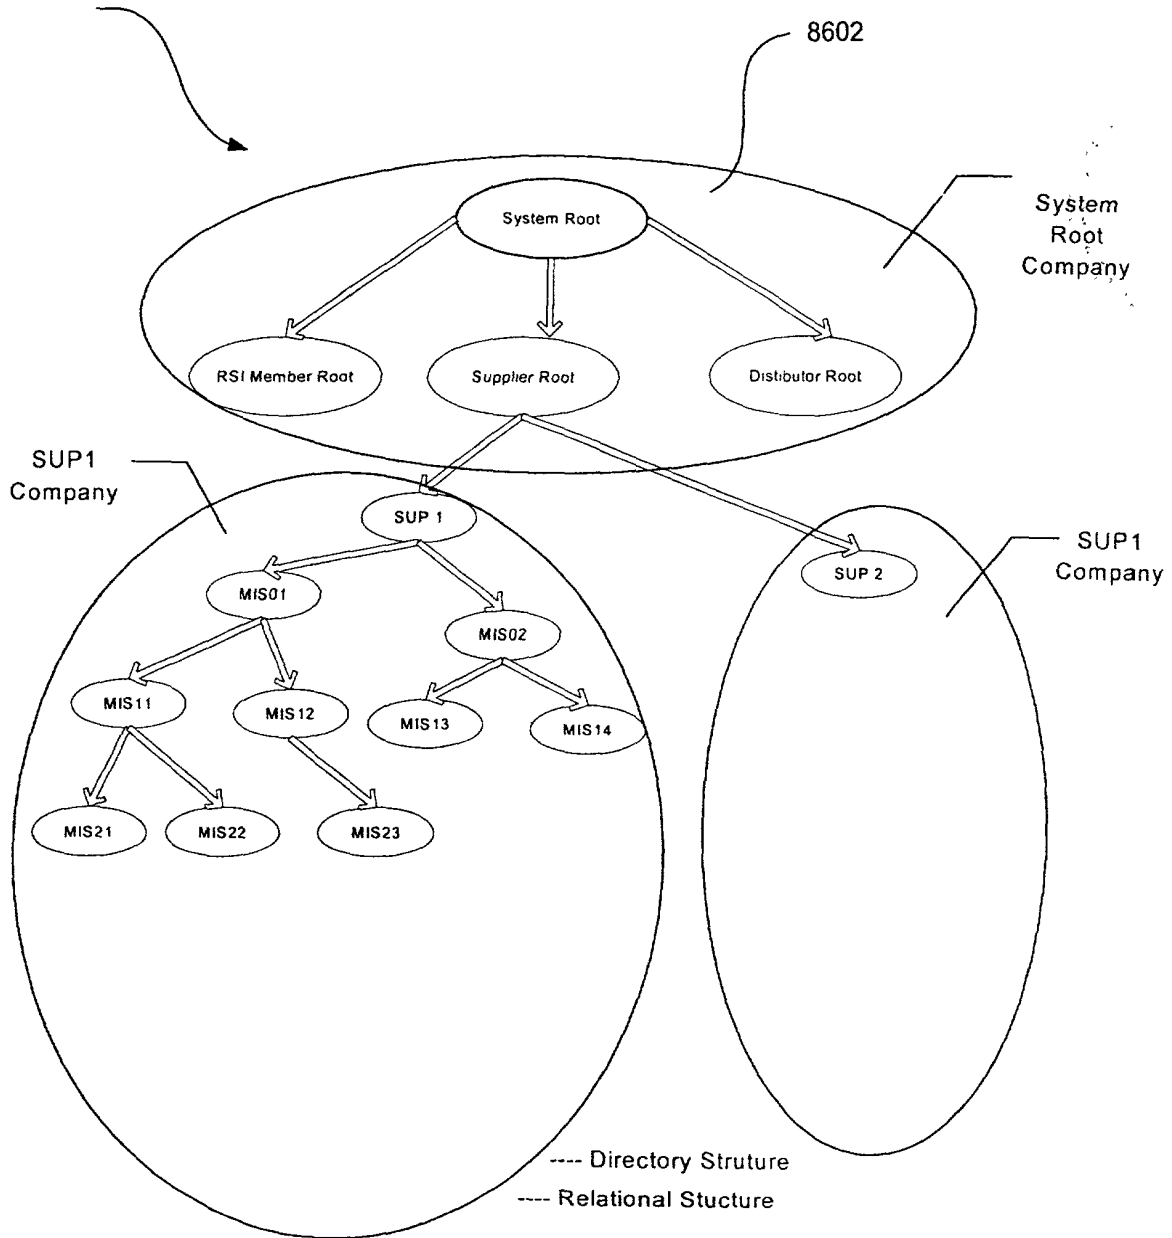 8602
System Root
System
Root
Company
RSI Member Root
Supplier Root
Distibutor Root
SUP1
Company
SUP 1
SUP1
Company
SUP 2
MIS01
MIS02
MIS11
MIS12
MIS13
MIS14
MIS21
MIS22
MIS23
---- Directory Struture
---- Relational Stucture